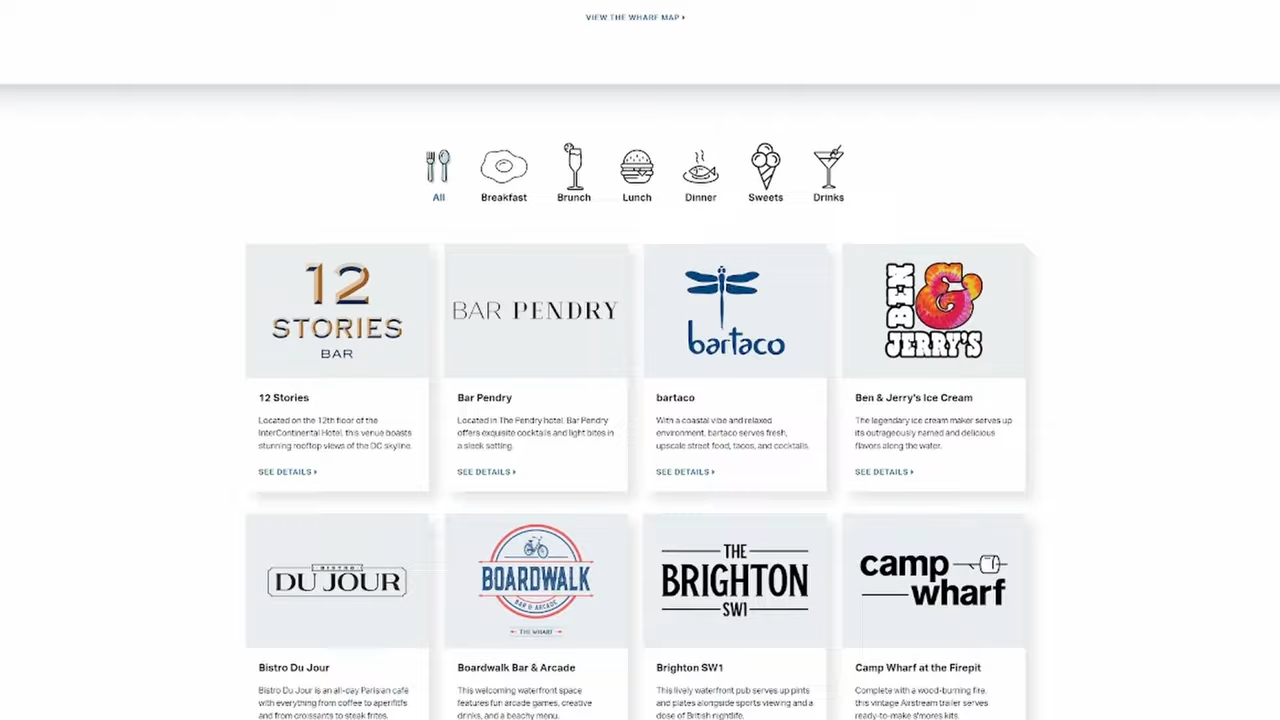 VIEW THE WHARF MAP
All
Breakfast
Brunch
Lunch
Dinner
Sweets
Drinks
12
STORIES
BAR
BAR PENDRY
bartaco
BEN & JERRY'S
12 Stories
Located on the 12th floor of the
InterContinental Hotel, this venue boasts
stunning rooftop views of the DC skyline.
SEE DETAILS
Bar Pendry
Located in The Pendry hotel, Bar Pendry
offers exquisite cocktails and light bites in
a sleek setting.
SEE DETAILS
bartaco
With a coastal vibe and relaxed
environment, bartaco serves fresh,
upscale street food, tacos, and cocktails.
SEE DETAILS
Ben & Jerry's Ice Cream
The legendary ice cream maker serves up
its outrageously named and delicious
flavors along the water.
SEE DETAILS
BISTRO
DU JOUR
BOARDWALK
BAR & ARCADE
THE WHARF
THE
BRIGHTON
SW1
camp
wharf
Bistro Du Jour
Bistro Du Jour is an all-day Parisian café
with everything from coffee to aperitifs
and from croissants to steak frites.
Boardwalk Bar & Arcade
This welcoming waterfront space
features fun arcade games, creative
drinks, and a beachy menu.
Brighton SW1
This lively waterfront pub serves up pints
and plates alongside sports viewing and a
dose of British nightlife.
Camp Wharf at the Firepit
Complete with a wood-burning fire,
this vintage Airstream trailer serves
ready-to-make s'mores kits.